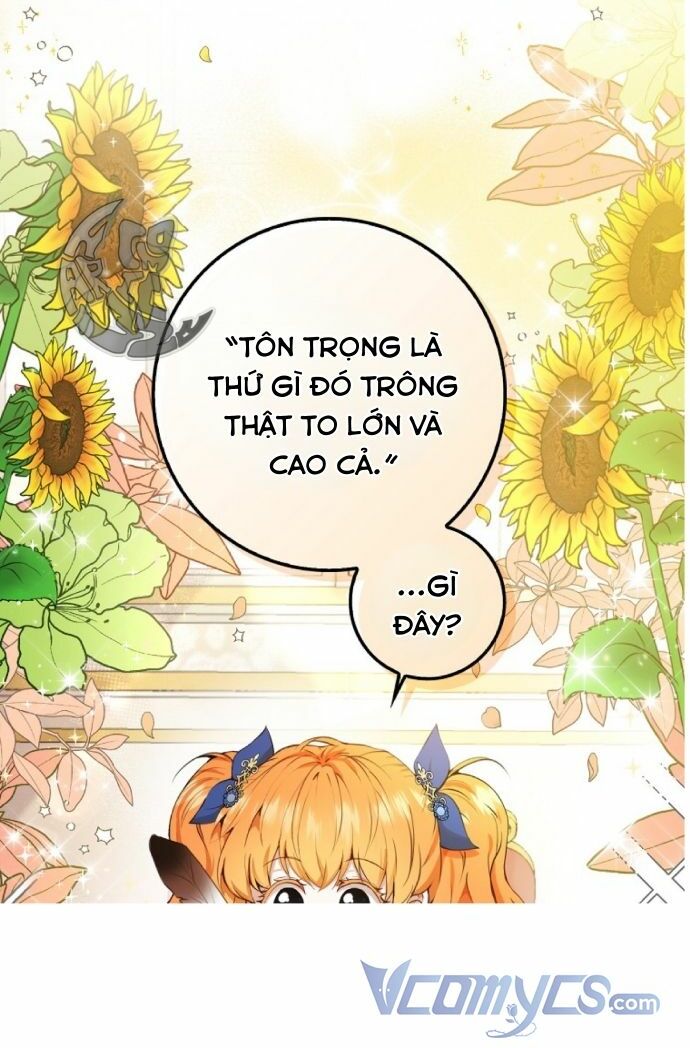 “TÔN TRỌNG LÀ
THỨ GÌ ĐÓ TRÔNG
THẬT TO LỚN VÀ
CAO CẢ.“
...GÌ
ĐÂY?
VCOMYCS.com